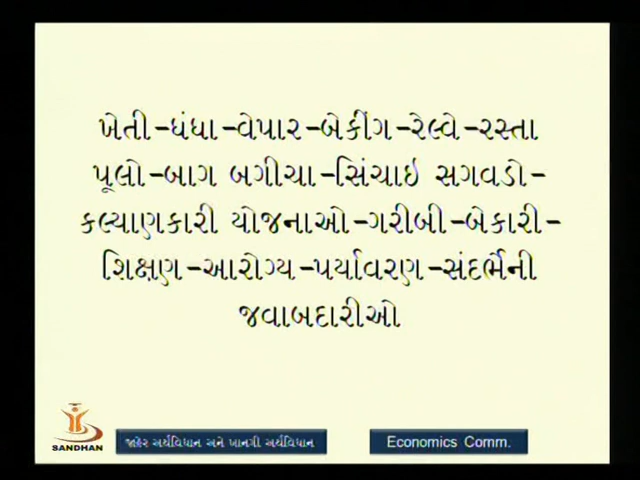 ખેતી-ધંધા-વેપાર-બેકીંગ-રેલ્વે-રસ્તા
પૂલો-બાગ બગીચા-સિંચાઇ સગવડો-
કલ્યાણકારી યોજનાઓ-ગરીબી-બેકારી-
શિક્ષણ-આરોગ્ય-પર્યાવરણ-સંદર્ભેની
જવાબદારીઓ
SANDHAN
જાહેર અર્થવિધાન અને ખાનગી અર્થવિધાન
Economics Comm.